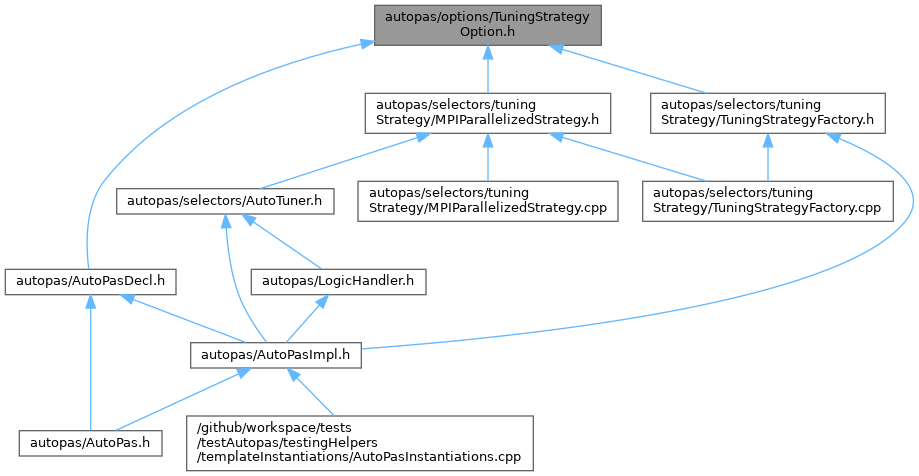 autopas/options/TuningStrategy
Option.h
autopas/selectors/tuning
Strategy/MPIParallelizedStrategy.h
autopas/selectors/tuning
Strategy/TuningStrategyFactory.h
autopas/selectors/AutoTuner.h
autopas/selectors/tuning
Strategy/MPIParallelizedStrategy.cpp
autopas/selectors/tuning
Strategy/TuningStrategyFactory.cpp
autopas/AutoPasDecl.h
autopas/LogicHandler.h
autopas/AutoPasImpl.h
autopas/AutoPas.h
/github/workspace/tests
/testAutopas/testingHelpers
/templateInstantiations/AutoPasInstantiations.cpp